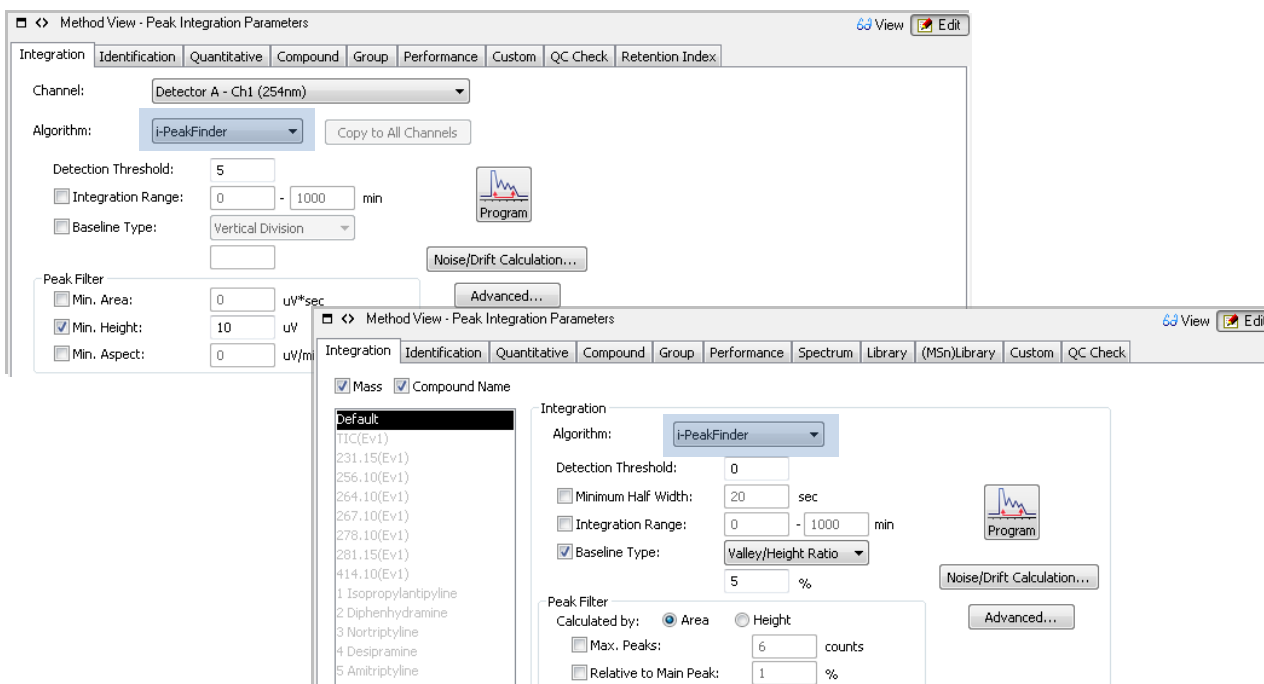 Method View - Peak Integration Parameters
View Edit
Integration Identification Quantitative Compound Group Performance Custom QC Check Retention Index
Channel: Detector A - Ch1 (254nm)
Algorithm: i-PeakFinder Copy to All Channels
Detection Threshold: 5
Integration Range: 0 - 1000 min
Program
Baseline Type: Vertical Division
Noise/Drift Calculation...
Peak Filter
Min. Area: 0 uV*sec
Advanced...
Min. Height: 10 uV
Min. Aspect: 0 uV/mi
Method View - Peak Integration Parameters
View Edi
Integration Identification Quantitative Compound Group Performance Spectrum Library (MSn)Library Custom QC Check
Mass Compound Name
Default
TIC(Ev1)
231.15(Ev1)
256.10(Ev1)
264.10(Ev1)
267.10(Ev1)
278.10(Ev1)
281.15(Ev1)
414.10(Ev1)
1 Isopropylantipyline
2 Diphenhydramine
3 Nortriptyline
4 Desipramine
5 Amitriptyline
Integration
Algorithm: i-PeakFinder
Detection Threshold: 0
Minimum Half Width: 20 sec
Integration Range: 0 - 1000 min
Program
Baseline Type: Valley/Height Ratio
5 %
Noise/Drift Calculation...
Peak Filter
Calculated by: Area Height
Advanced...
Max. Peaks: 6 counts
Relative to Main Peak: 1 %